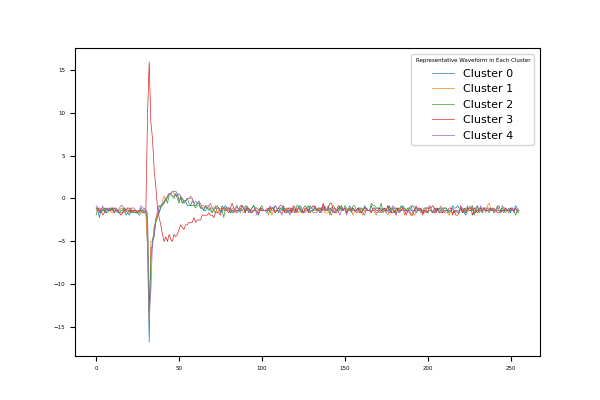 Representative Waveform in Each Cluster
Cluster 0
Cluster 1
Cluster 2
Cluster 3
Cluster 4
15
10
5
0
−5
−10
−15
0 50 100 150 200 250